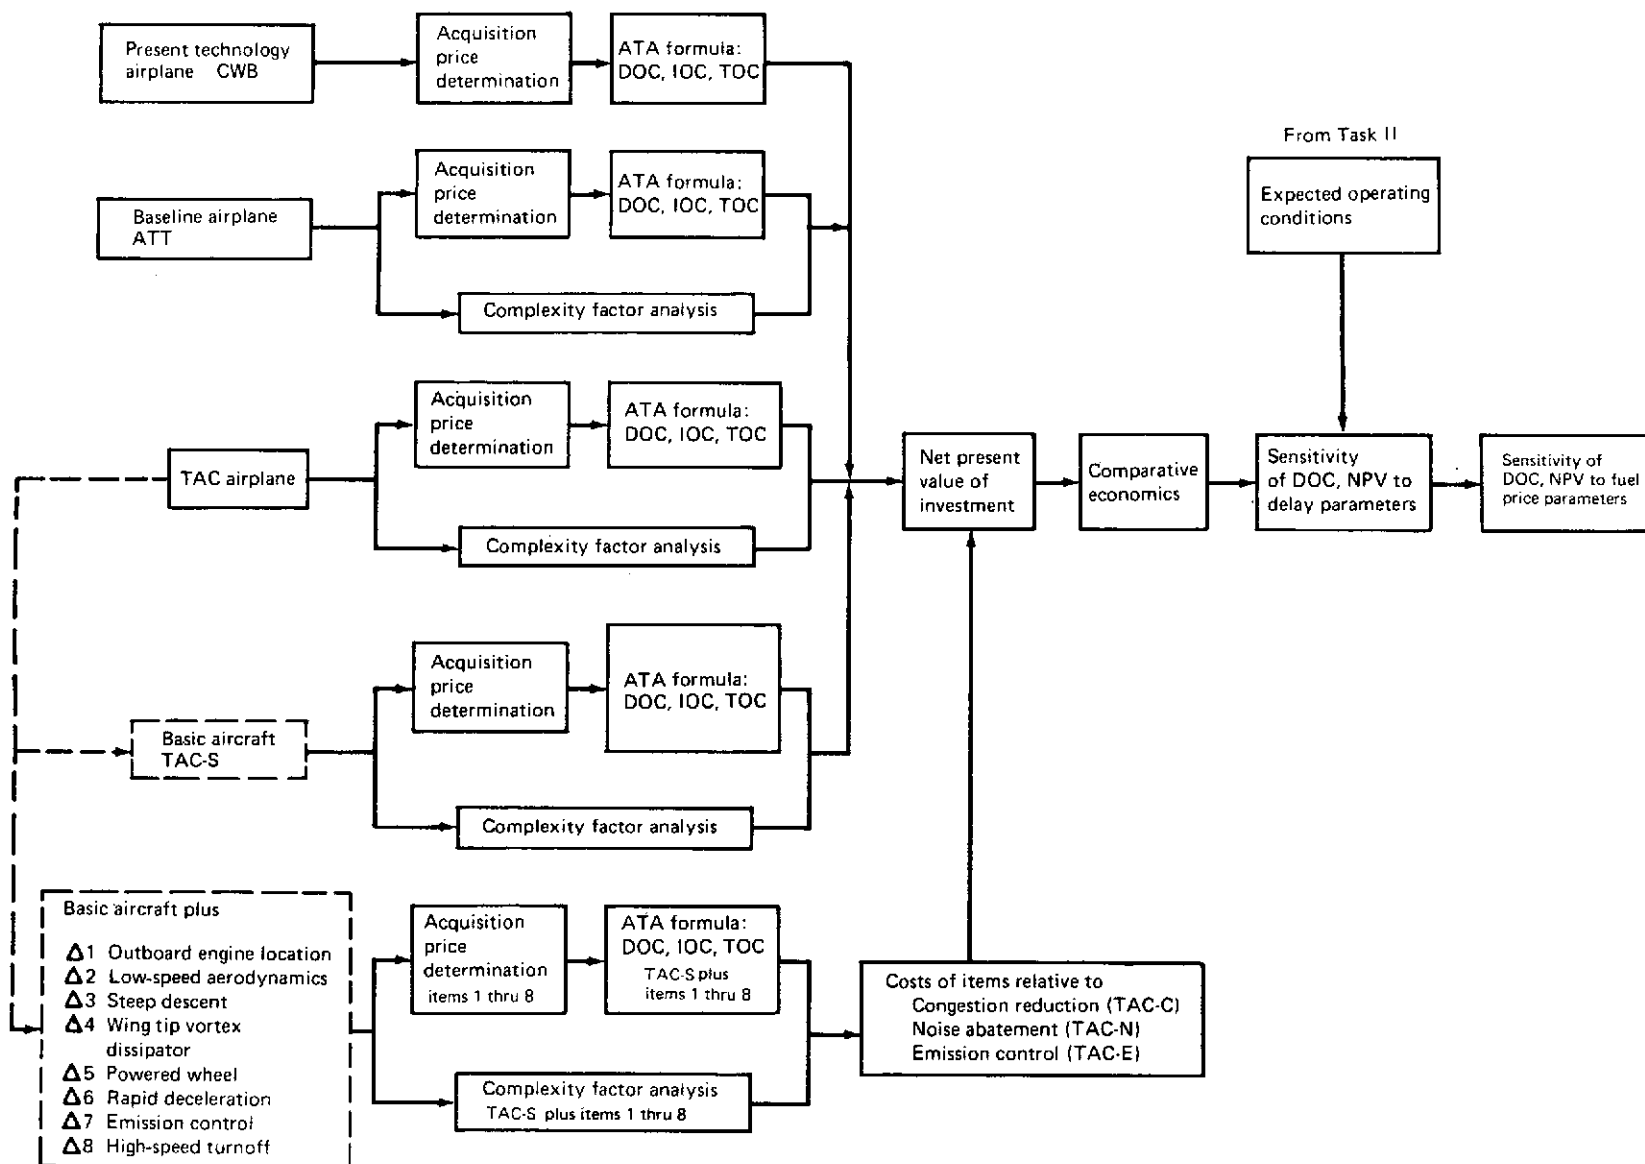 Present technology
airplane CWB
Acquisition
price
determination
ATA formula:
DOC, IOC, TOC
Baseline airplane
ATT
Acquisition
price
determination
ATA formula:
DOC, IOC, TOC
Complexity factor analysis
From Task II
Expected operating
conditions
TAC airplane
Acquisition
price
determination
ATA formula:
DOC, IOC, TOC
Complexity factor analysis
Net present
value of
investment
Comparative
economics
Sensitivity
of DOC, NPV to
delay parameters
Sensitivity of
DOC, NPV to fuel
price parameters
Basic aircraft
TAC-S
Acquisition
price
determination
ATA formula:
DOC, IOC, TOC
Complexity factor analysis
Basic aircraft plus
Δ1 Outboard engine location
Δ2 Low-speed aerodynamics
Δ3 Steep descent
Δ4 Wing tip vortex
dissipator
Δ5 Powered wheel
Δ6 Rapid deceleration
Δ7 Emission control
Δ8 High-speed turnoff
Acquisition
price
determination
items 1 thru 8
ATA formula:
DOC, IOC, TOC
TAC-S plus
items 1 thru 8
Complexity factor analysis
TAC-S plus items 1 thru 8
Costs of items relative to
Congestion reduction (TAC-C)
Noise abatement (TAC-N)
Emission control (TAC-E)